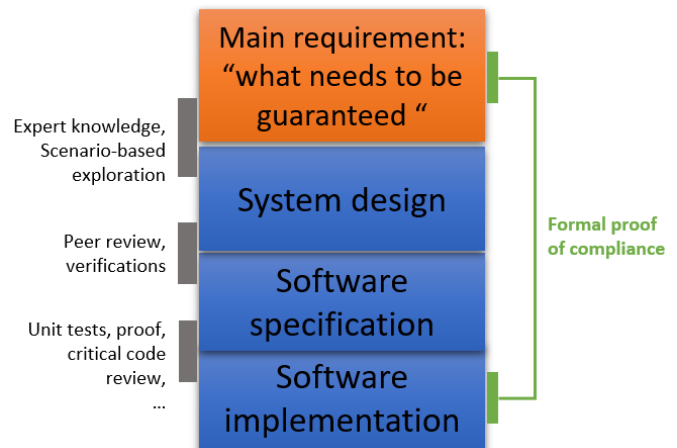 Main requirement:
“what needs to be
guaranteed “
Expert knowledge,
Scenario-based
exploration
System design
Peer review,
verifications
Formal proof
of compliance
Software
specification
Unit tests, proof,
critical code
review,
...
Software
implementation